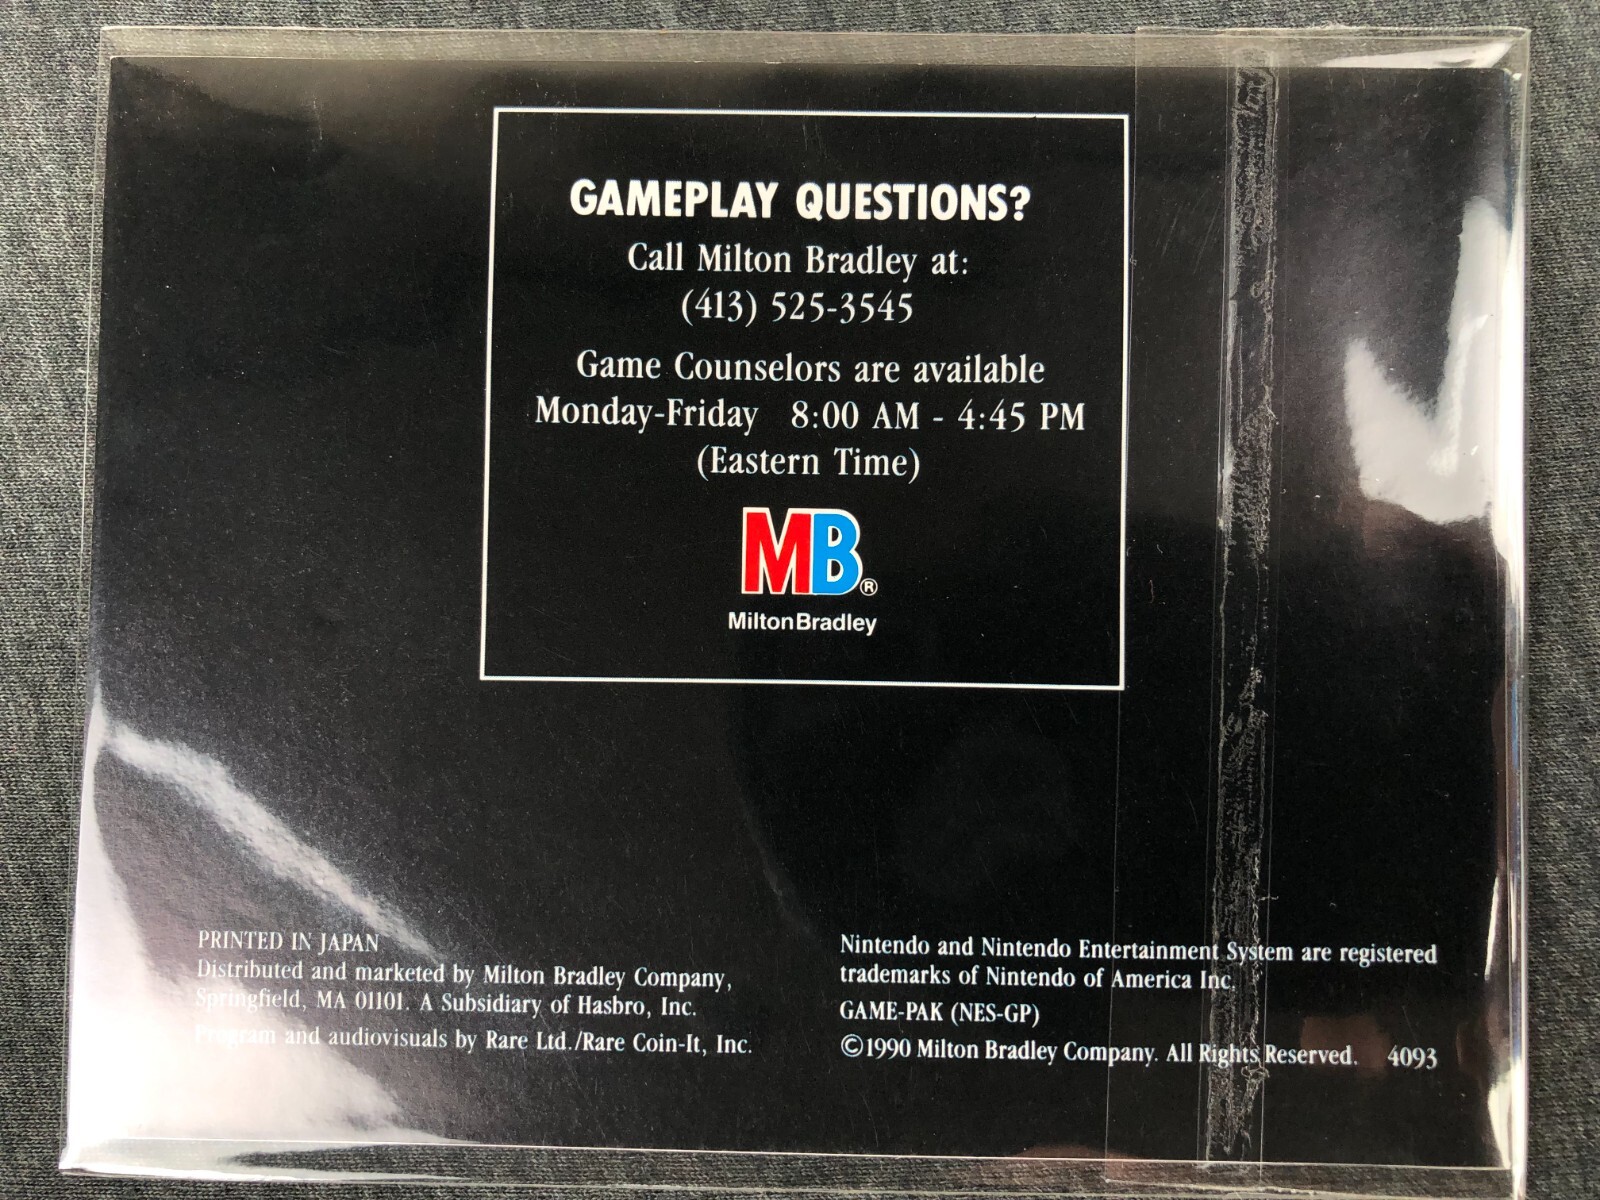 GAMEPLAY QUESTIONS?
Call Milton Bradley at:
(413) 525-3545
Game Counselors are available
Monday-Friday 8:00 AM - 4:45 PM
(Eastern Time)
MB®
MiltonBradley
PRINTED IN JAPAN
Distributed and marketed by Milton Bradley Company,
Springfield, MA 01101. A Subsidiary of Hasbro, Inc.
Program and audiovisuals by Rare Ltd./Rare Coin-It, Inc.
Nintendo and Nintendo Entertainment System are registered
trademarks of Nintendo of America Inc.
GAME-PAK (NES-GP)
©1990 Milton Bradley Company. All Rights Reserved. 4093